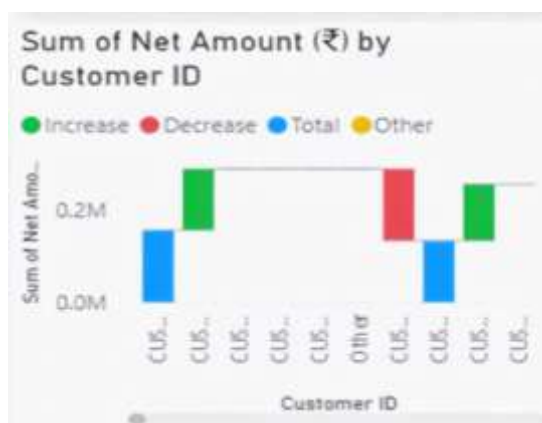 Sum of Net Amount (₹) by
Customer ID
Increase Decrease Total Other
Sum of Net Amo...
0.2M
0.0M
CUS... CUS... CUS... CUS... CUS... Other CUS... CUS... CUS... CUS...
Customer ID